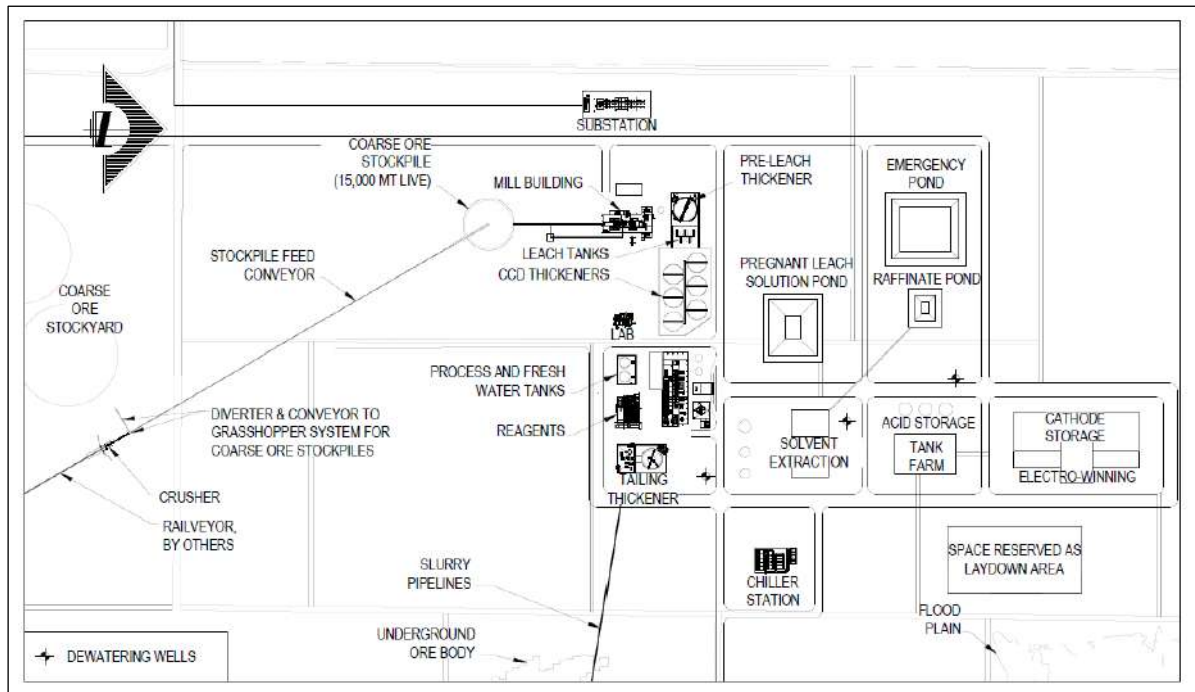 SUBSTATION
COARSE ORE
STOCKPILE
(15,000 MT LIVE)
MILL BUILDING
PRE-LEACH
THICKENER
EMERGENCY
POND
LEACH TANKS
CCD THICKENERS
STOCKPILE FEED
CONVEYOR
PREGNANT LEACH
SOLUTION POND
RAFFINATE POND
COARSE
ORE
STOCKYARD
LAB
PROCESS AND FRESH
WATER TANKS
DIVERTER & CONVEYOR TO
GRASSHOPPER SYSTEM FOR
COARSE ORE STOCKPILES
REAGENTS
SOLVENT
EXTRACTION
ACID STORAGE
TANK
FARM
CATHODE
STORAGE
ELECTRO-WINNING
TAILING
THICKENER
CRUSHER
RAILVEYOR,
BY OTHERS
SLURRY
PIPELINES
CHILLER
STATION
SPACE RESERVED AS
LAYDOWN AREA
FLOOD
PLAIN
UNDERGROUND
ORE BODY
DEWATERING WELLS